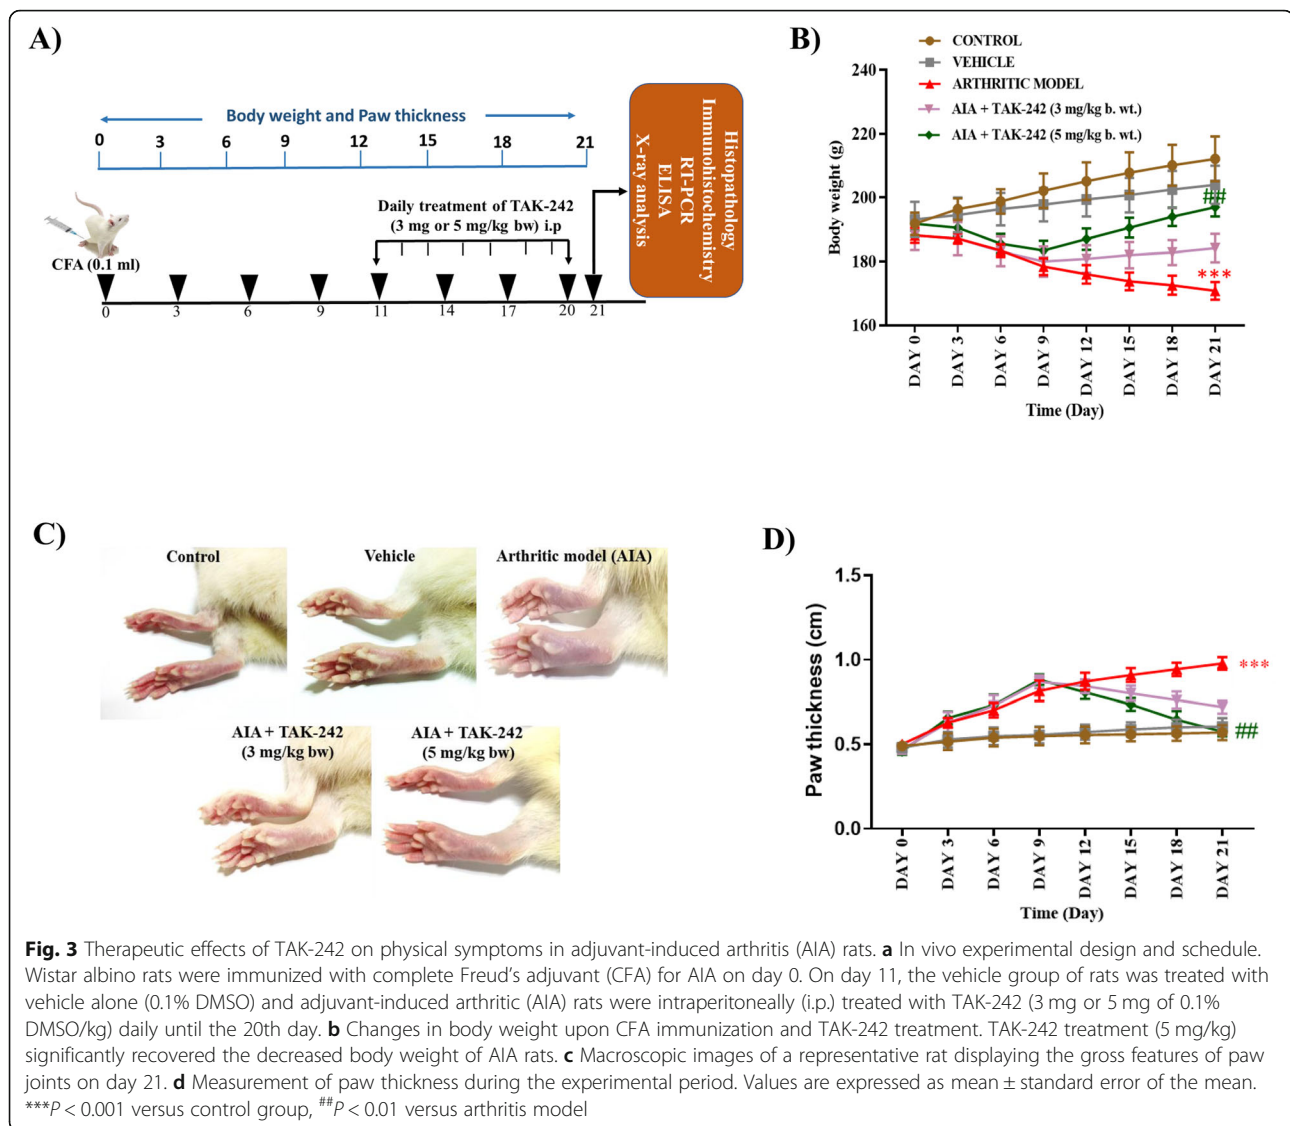 A)
Body weight and Paw thickness
0 3 6 9 12 15 18 21
CFA (0.1 ml)
Daily treatment of TAK-242
(3 mg or 5 mg/kg bw) i.p
0 3 6 9 11 14 17 20 21
Histopathology
Immunohistochemistry
RT-PCR
ELISA
X-ray analysis
B)
CONTROL
VEHICLE
ARTHRITIC MODEL
AIA + TAK-242 (3 mg/kg b. wt.)
AIA + TAK-242 (5 mg/kg b. wt.)
Body weight (g)
240
220
200
180
160
##
***
DAY 0 DAY 3 DAY 6 DAY 9 DAY 12 DAY 15 DAY 18 DAY 21
Time (Day)
C)
Control
Vehicle
Arthritic model (AIA)
AIA + TAK-242
(3 mg/kg bw)
AIA + TAK-242
(5 mg/kg bw)
D)
Paw thickness (cm)
1.5
1.0
0.5
0.0
***
##
DAY 0 DAY 3 DAY 6 DAY 9 DAY 12 DAY 15 DAY 18 DAY 21
Time (Day)
Fig. 3 Therapeutic effects of TAK-242 on physical symptoms in adjuvant-induced arthritis (AIA) rats. a In vivo experimental design and schedule.
Wistar albino rats were immunized with complete Freud's adjuvant (CFA) for AIA on day 0. On day 11, the vehicle group of rats was treated with
vehicle alone (0.1% DMSO) and adjuvant-induced arthritic (AIA) rats were intraperitoneally (i.p.) treated with TAK-242 (3 mg or 5 mg of 0.1%
DMSO/kg) daily until the 20th day. b Changes in body weight upon CFA immunization and TAK-242 treatment. TAK-242 treatment (5 mg/kg)
significantly recovered the decreased body weight of AIA rats. c Macroscopic images of a representative rat displaying the gross features of paw
joints on day 21. d Measurement of paw thickness during the experimental period. Values are expressed as mean ± standard error of the mean.
***P < 0.001 versus control group, ##P < 0.01 versus arthritis model